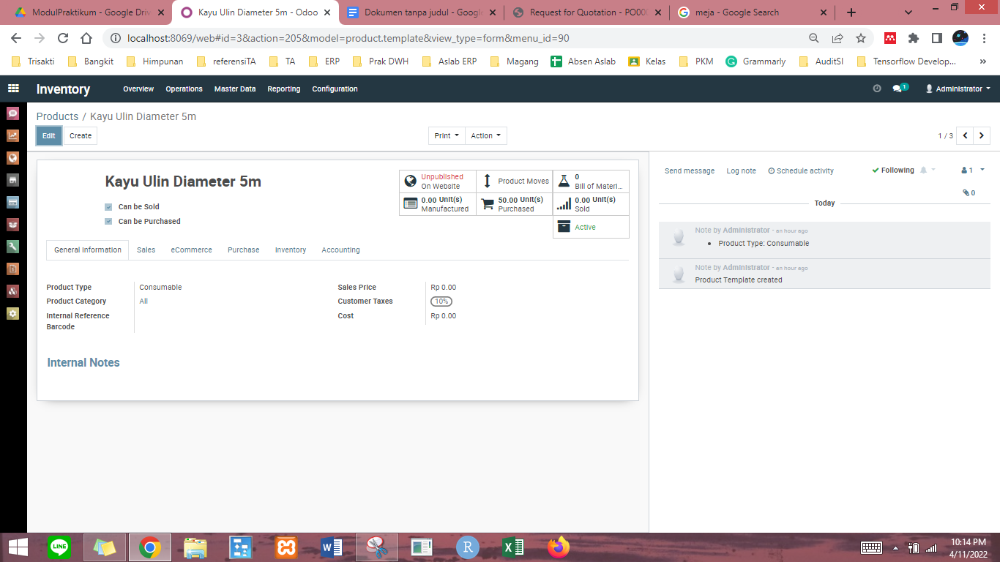 ModulPraktikum - Google Driv
Kayu Ulin Diameter 5m - Odoo
Dokumen tanpa judul - Google
Request for Quotation - PO000
meja - Google Search
localhost:8069/web#id=3&action=205&model=product.template&view_type=form&menu_id=90
Trisakti Bangkit Himpunan referensiTA TA ERP Prak DWH Aslab ERP Magang Absen Aslab Kelas PKM Grammarly AuditSI Tensorflow Develop... »
Inventory Overview Operations Master Data Reporting Configuration 1 Administrator
Products / Kayu Ulin Diameter 5m
Edit Create Print Action 1 / 3
Kayu Ulin Diameter 5m
Can be Sold
Can be Purchased
Unpublished
On Website
Product Moves
0
Bill of Materi...
0.00 Unit(s)
Manufactured
50.00 Unit(s)
Purchased
0.00 Unit(s)
Sold
Active
General Information Sales eCommerce Purchase Inventory Accounting
Product Type Consumable
Product Category All
Internal Reference
Barcode
Sales Price Rp 0.00
Customer Taxes 10%
Cost Rp 0.00
Internal Notes
Send message Log note Schedule activity Following 1
0
Today
Note by Administrator - an hour ago
• Product Type: Consumable
Note by Administrator - an hour ago
Product Template created
LINE
W
R
X
10:14 PM
4/11/2022